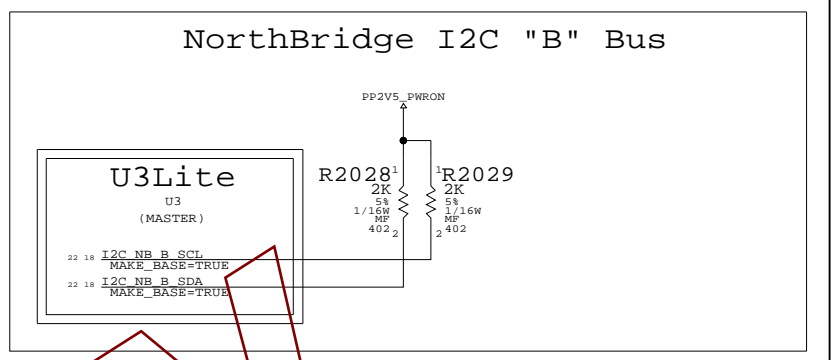 NorthBridge I2C "B" Bus
PP2V5_PWRON
U3Lite
U3
(MASTER)
22 18 I2C_NB_B_SCL
MAKE_BASE=TRUE
22 18 I2C_NB_B_SDA
MAKE_BASE=TRUE
R2028
1
2K
5%
1/16W
MF
402
2
1
R2029
2K
5%
1/16W
MF
402
2